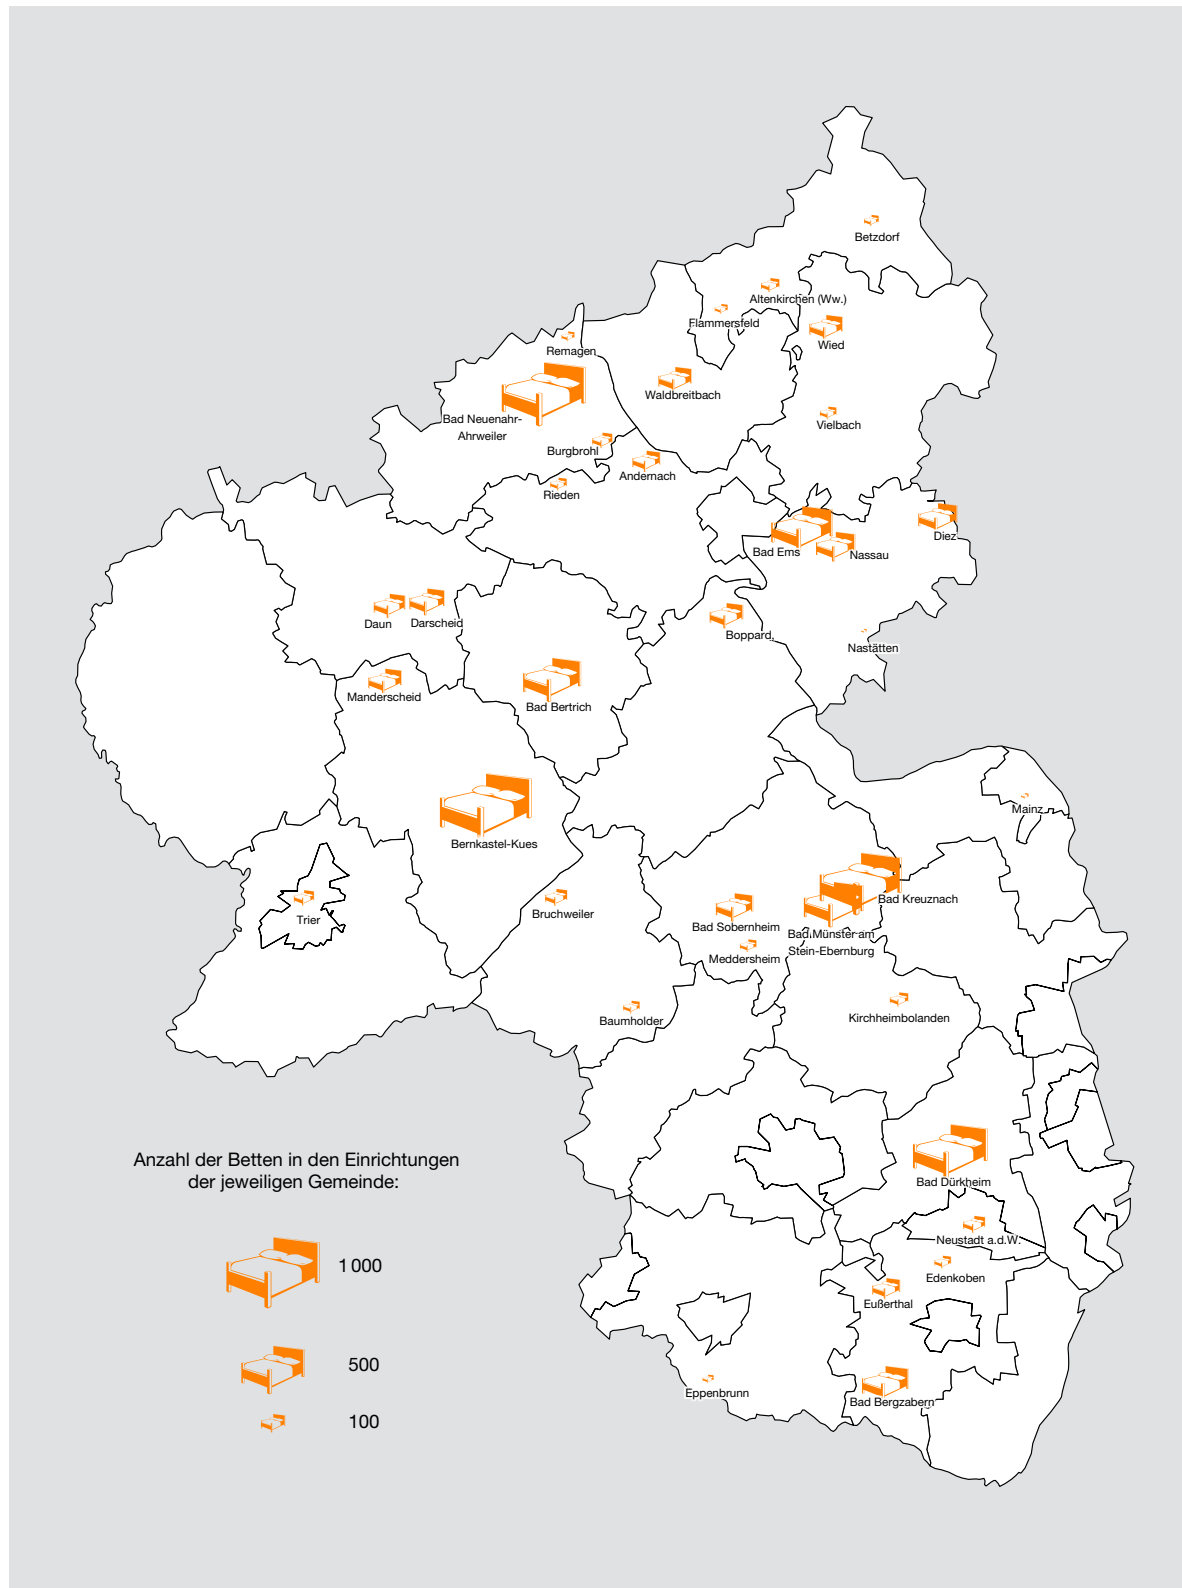 Betzdorf
Altenkirchen (Ww.)
Flammersfeld
Wied
Remagen
Waldbreitbach
Bad Neuenahr-
Ahrweiler
Vielbach
Burgbrohl
Andernach
Rieden
Diez
Bad Ems
Nassau
Daun
Darscheid
Boppard
Nastätten
Manderscheid
Bad Bertrich
Mainz
Bernkastel-Kues
Bad Kreuznach
Bruchweiler
Trier
Bad Sobernheim
Bad Münster am
Stein-Ebernburg
Meddersheim
Baumholder
Kirchheimbolanden
Anzahl der Betten in den Einrichtungen
der jeweiligen Gemeinde:
1 000
500
100
Bad Dürkheim
Neustadt a.d.W.
Edenkoben
Eußerthal
Eppenbrunn
Bad Bergzabern